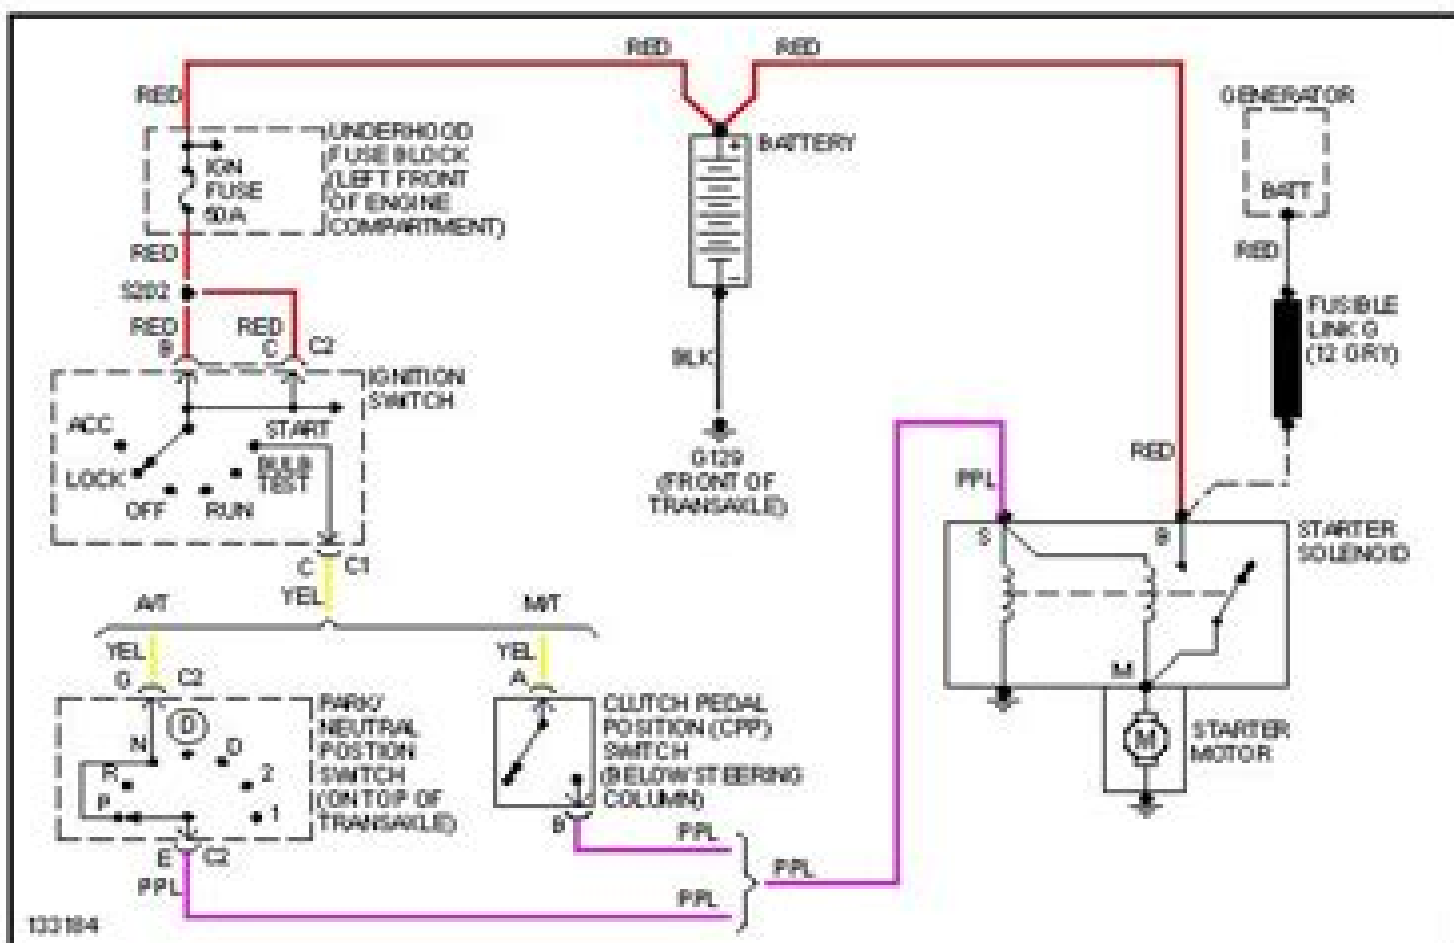 RED
RED
RED
GENERATOR
UNDERHOOD
FUSE BLOCK
(LEFT FRONT
OF ENGINE
COMPARTMENT)
IGN
FUSE
60A
BATTERY
+
-
BATT
RED
RED
S202
RED
RED
B
C
C2
FUSIBLE
LINK G
(12 GRY)
BLK
IGNITION
SWITCH
ACC
START
LOCK
BULB
TEST
OFF
RUN
G129
(FRONT OF
TRANSAXLE)
RED
PPL
S
B
STARTER
SOLENOID
C
C1
YEL
A/T
M/T
YEL
YEL
G
C2
A
M
PARK/
NEUTRAL
POSTION
SWITCH
(ON TOP OF
TRANSAXLE)
N
D
D
R
2
P
1
CLUTCH PEDAL
POSITION (CPP)
SWITCH
(BELOW STEERING
COLUMN)
M
STARTER
MOTOR
B
PPL
E
C2
PPL
PPL
PPL
133184